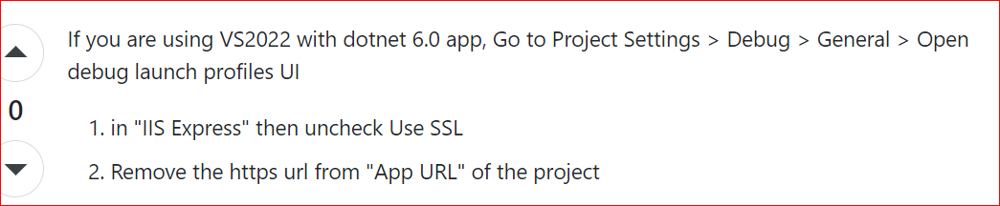 If you are using VS2022 with dotnet 6.0 app, Go to Project Settings > Debug > General > Open
debug launch profiles UI
0
1. in "IIS Express" then uncheck Use SSL
2. Remove the https url from "App URL" of the project